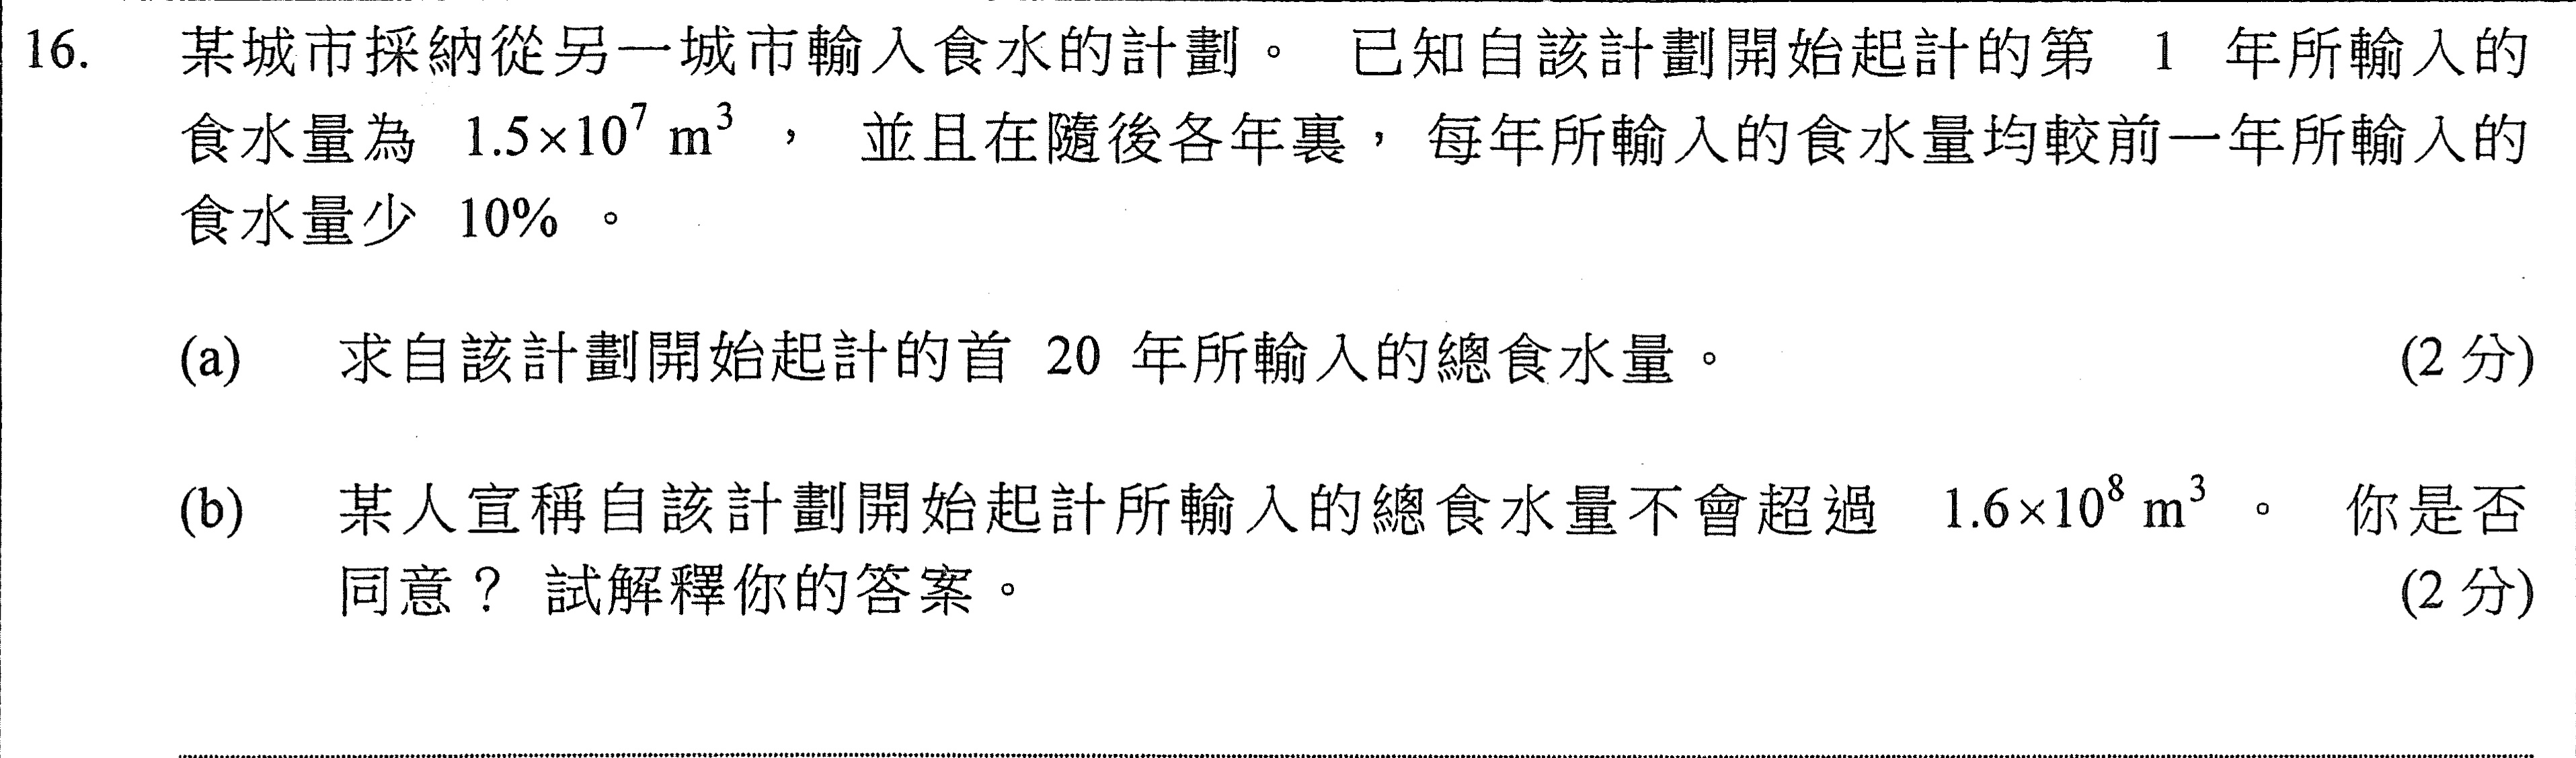 16. 某城市採納從另一城市輸入食水的計劃。 已知自該計劃開始起計的第 1 年所輸入的
食水量為 1.5×10⁷ m³ , 並且在隨後各年裏,每年所輸入的食水量均較前一年所輸入的
食水量少 10% 。
(a) 求自該計劃開始起計的首 20 年所輸入的總食水量。 (2 分)
(b) 某人宣稱自該計劃開始起計所輸入的總食水量不會超過 1.6×10⁸ m³ 。 你是否
同意? 試解釋你的答案。 (2 分)